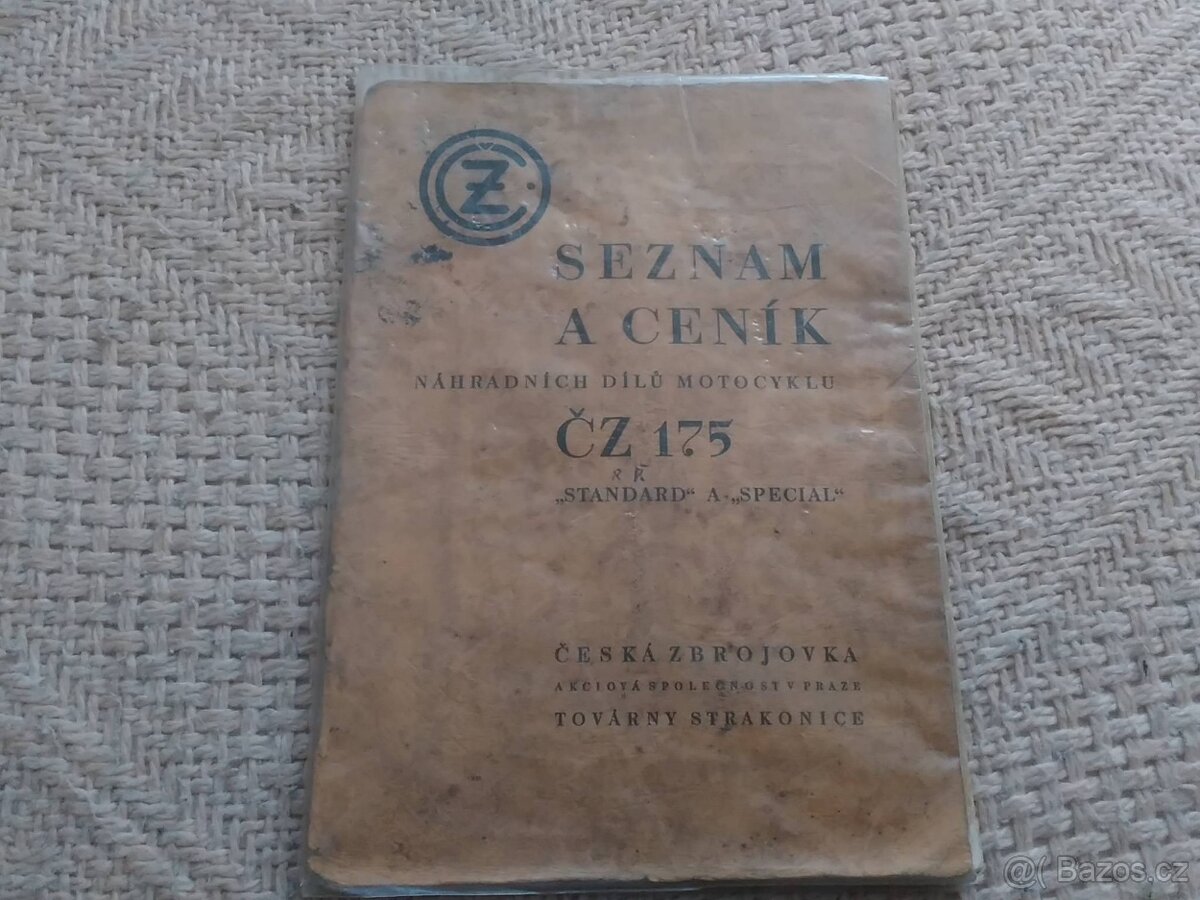 ČZ
SEZNAM
A CENÍK
NÁHRADNÍCH DÍLŮ MOTOCYKLU
ČZ 175
„STANDARD“ A „SPECIAL“
ČESKÁ ZBROJOVKA
AKCIOVÁ SPOLEČNOST V PRAZE
TOVÁRNY STRAKONICE
@( Bazos.cz